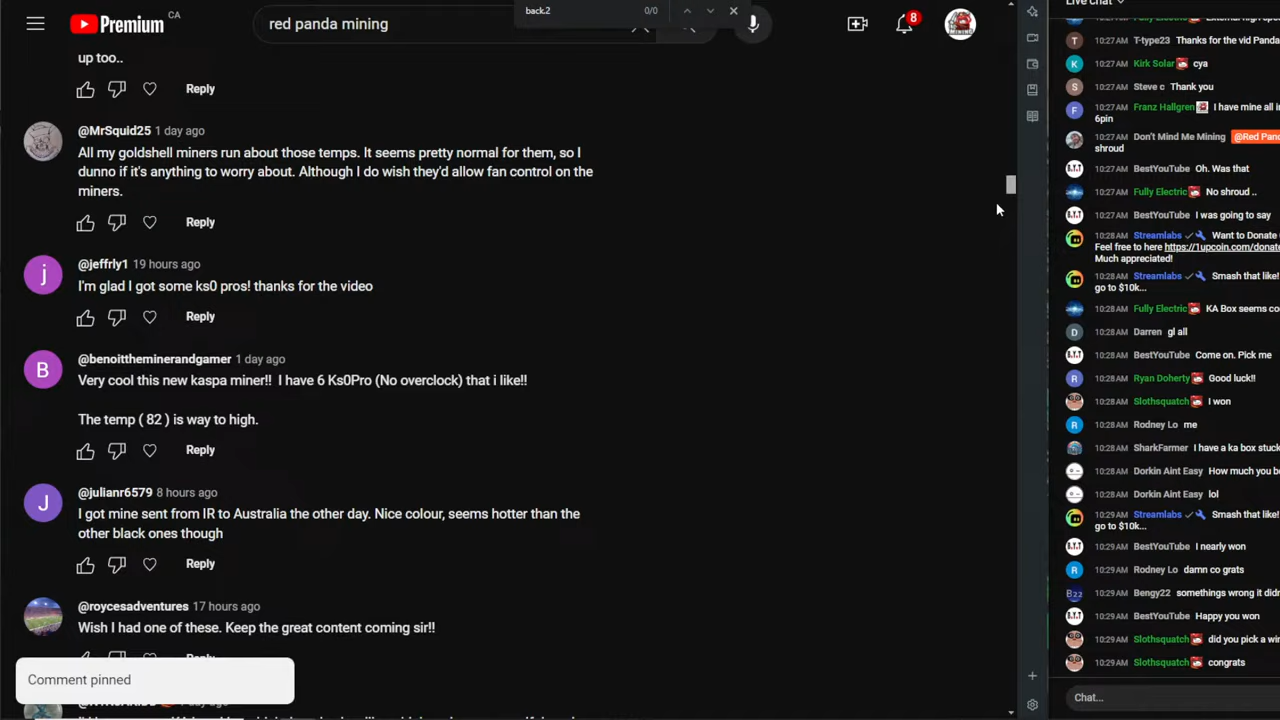 Premium CA
red panda mining
back.2 0/0
8
up too..
Reply
@MrSquid25 1 day ago
All my goldshell miners run about those temps. It seems pretty normal for them, so I
dunno if it's anything to worry about. Although I do wish they'd allow fan control on the
miners.
Reply
@jeffrly1 19 hours ago
I'm glad I got some ks0 pros! thanks for the video
Reply
B
@benoittheminerandgamer 1 day ago
Very cool this new kaspa miner!! I have 6 Ks0Pro (No overclock) that i like!!
The temp ( 82 ) is way to high.
Reply
J
@julianr6579 8 hours ago
I got mine sent from IR to Australia the other day. Nice colour, seems hotter than the
other black ones though
Reply
@roycesadventures 17 hours ago
Wish I had one of these. Keep the great content coming sir!!
Comment pinned
Live chat
T 10:27 AM T-type23 Thanks for the vid Panda
K 10:27 AM Kirk Solar cya
S 10:27 AM Steve c Thank you
F 10:27 AM Franz Hallgren I have mine all in
6pin
10:27 AM Don't Mind Me Mining @Red Pan
shroud
10:27 AM BestYouTube Oh. Was that
10:27 AM Fully Electric No shroud ..
10:27 AM BestYouTube I was going to say
10:28 AM Streamlabs Want to Donate
Feel free to here https://1upcoin.com/donate
Much appreciated!
10:28 AM Streamlabs Smash that like!
go to $10k...
10:28 AM Fully Electric KA Box seems co
D 10:28 AM Darren gl all
10:28 AM BestYouTube Come on. Pick me
R 10:28 AM Ryan Doherty Good luck!!
10:28 AM Slothsquatch I won
R 10:28 AM Rodney Lo me
10:28 AM SharkFarmer I have a ka box stuck
10:28 AM Dorkin Aint Easy How much you b
10:28 AM Dorkin Aint Easy lol
10:29 AM Streamlabs Smash that like!
go to $10k...
10:29 AM BestYouTube I nearly won
R 10:29 AM Rodney Lo damn co grats
B22 10:29 AM Bengy22 somethings wrong it didn
10:29 AM BestYouTube Happy you won
10:29 AM Slothsquatch did you pick a wi
10:29 AM Slothsquatch congrats
Chat...